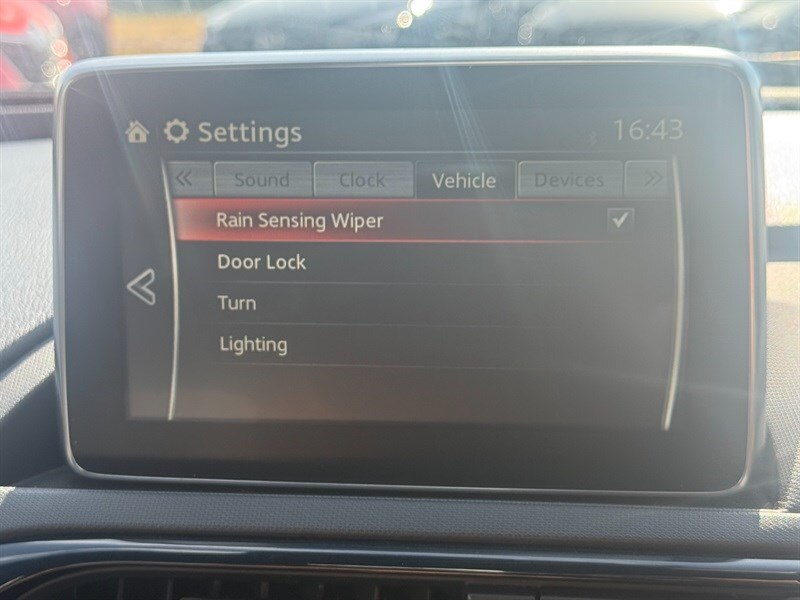 Settings 16:43
Sound Clock Vehicle Devices
Rain Sensing Wiper
Door Lock
Turn
Lighting